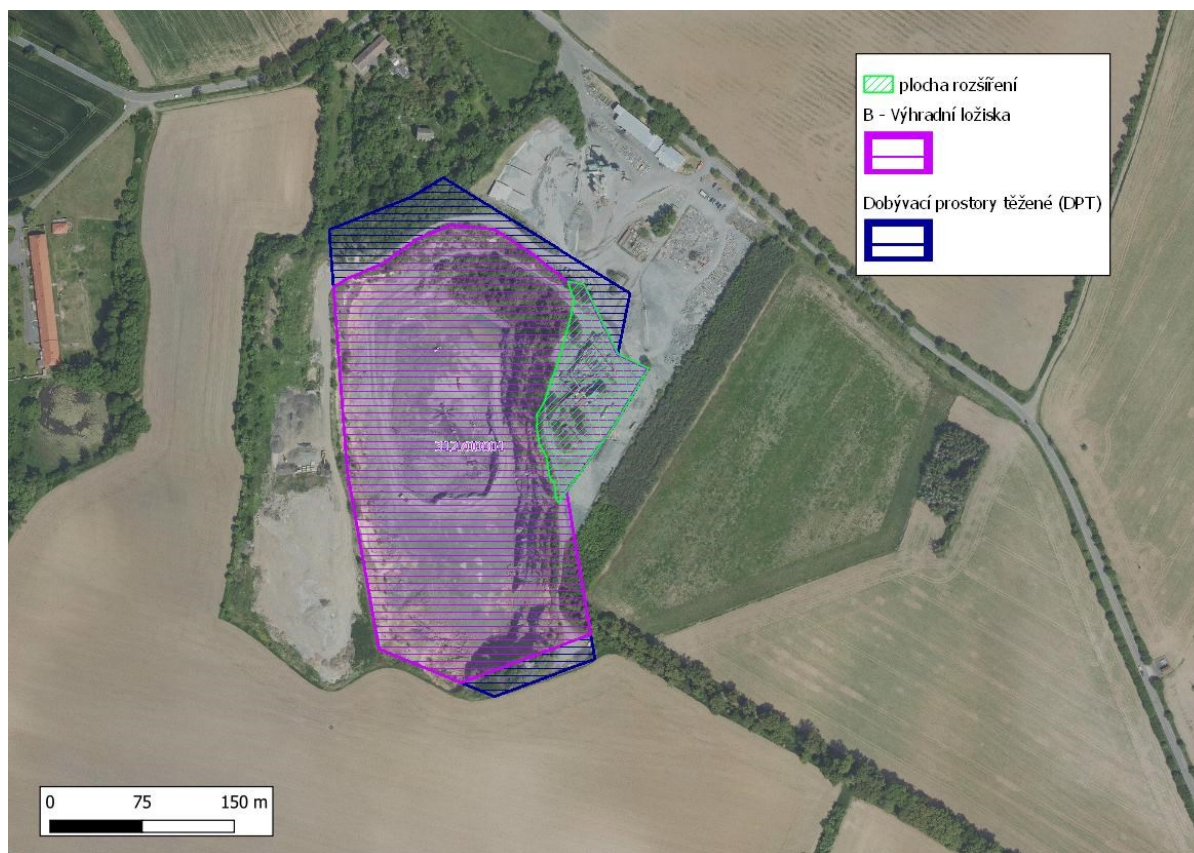 plocha rozšíření
B - Výhradní ložiska
Dobývací prostory těžené (DPT)
0 75 150 m